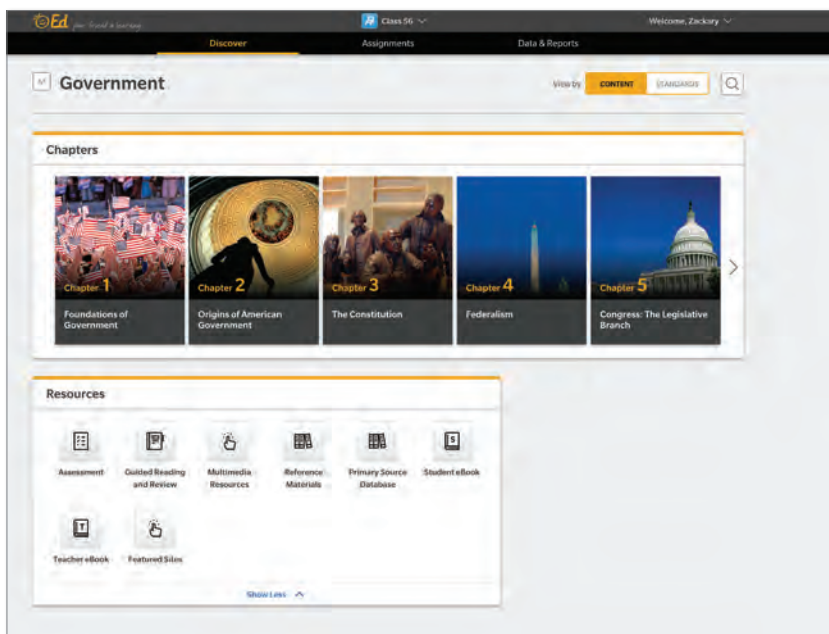 Ed your friend in learning
Class 56
Welcome, Zackary
Discover
Assignments
Data & Reports
Government
View by
CONTENT
STANDARDS
Chapters
Chapter 1
Chapter 2
Chapter 3
Chapter 4
Chapter 5
Foundations of
Government
Origins of American
Government
The Constitution
Federalism
Congress: The Legislative
Branch
Resources
Assessment
Guided Reading
and Review
Multimedia
Resources
Reference
Materials
Primary Source
Database
S
Student eBook
T
Teacher eBook
Featured Sites
Show Less